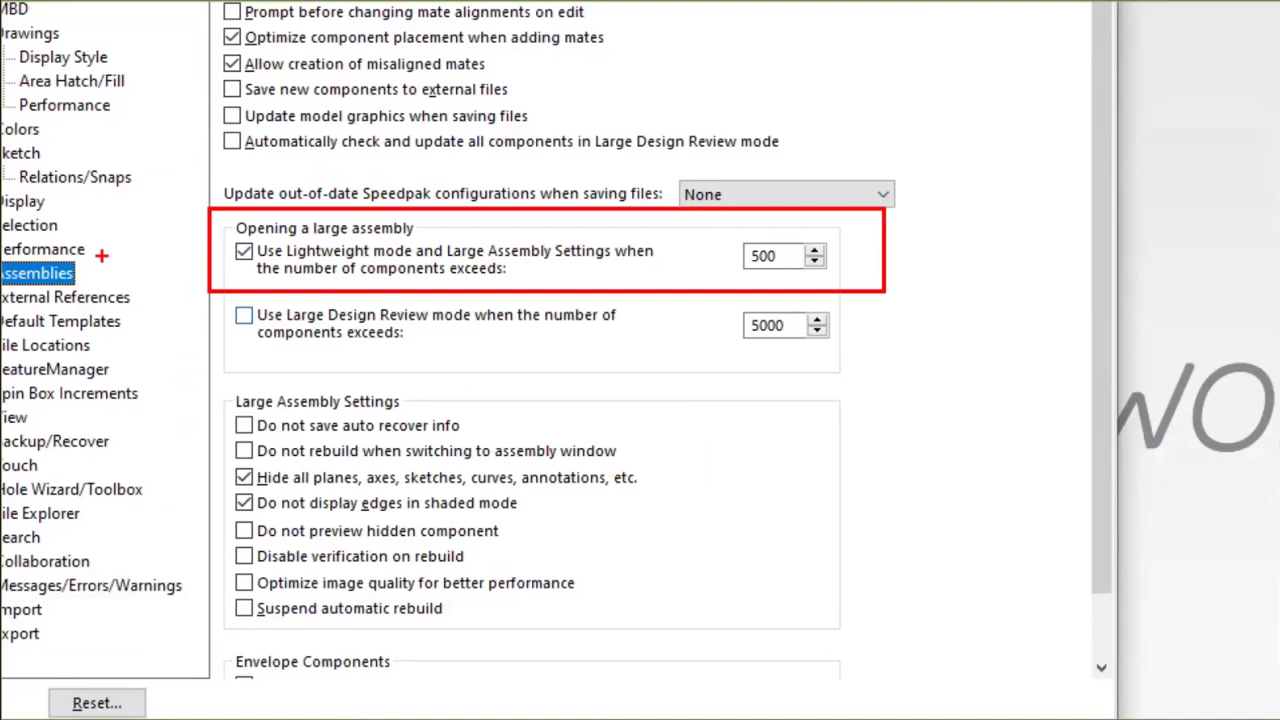 MBD
rawings
Display Style
Area Hatch/Fill
Performance
olors
ketch
Relations/Snaps
isplay
election
erformance
Assemblies
xternal References
efault Templates
ile Locations
eatureManager
pin Box Increments
iew
ackup/Recover
ouch
Hole Wizard/Toolbox
ile Explorer
earch
ollaboration
Messages/Errors/Warnings
mport
xport
Reset...
Prompt before changing mate alignments on edit
Optimize component placement when adding mates
Allow creation of misaligned mates
Save new components to external files
Update model graphics when saving files
Automatically check and update all components in Large Design Review mode
Update out-of-date Speedpak configurations when saving files: None
Opening a large assembly
Use Lightweight mode and Large Assembly Settings when
the number of components exceeds: 500
Use Large Design Review mode when the number of
components exceeds: 5000
Large Assembly Settings
Do not save auto recover info
Do not rebuild when switching to assembly window
Hide all planes, axes, sketches, curves, annotations, etc.
Do not display edges in shaded mode
Do not preview hidden component
Disable verification on rebuild
Optimize image quality for better performance
Suspend automatic rebuild
Envelope Components
WO